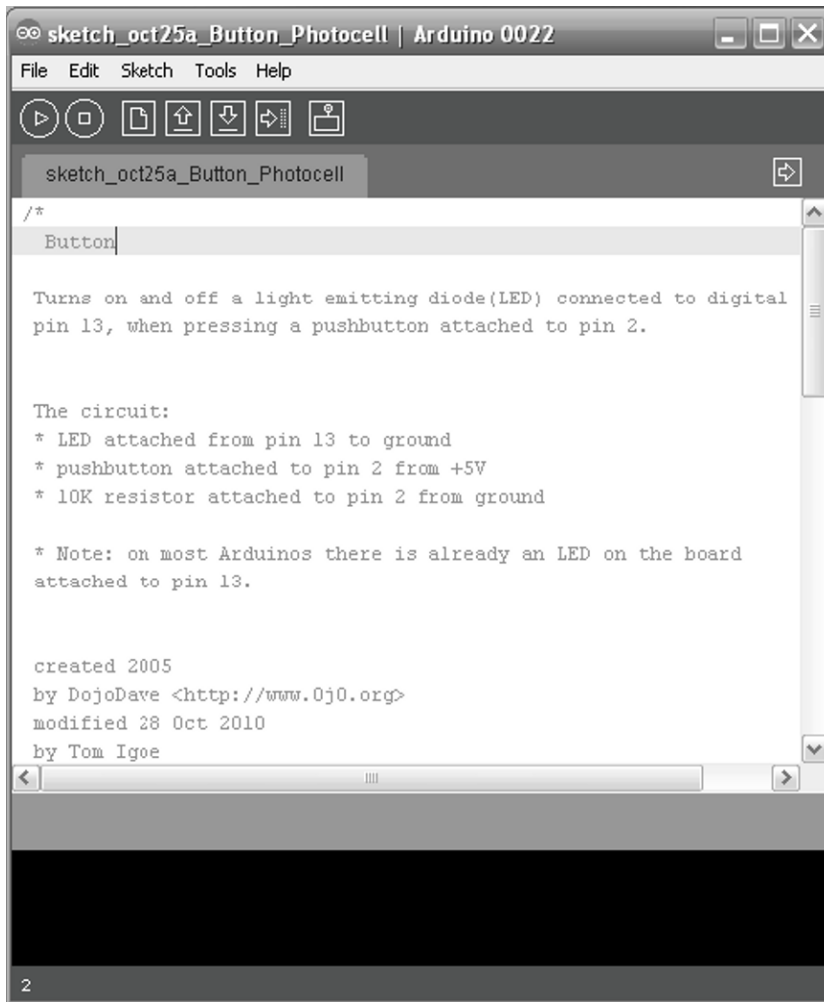 sketch_oct25a_Button_Photocell | Arduino 0022
File Edit Sketch Tools Help
sketch_oct25a_Button_Photocell
/*
Button
Turns on and off a light emitting diode(LED) connected to digital
pin 13, when pressing a pushbutton attached to pin 2.
The circuit:
* LED attached from pin 13 to ground
* pushbutton attached to pin 2 from +5V
* 10K resistor attached to pin 2 from ground
* Note: on most Arduinos there is already an LED on the board
attached to pin 13.
created 2005
by DojoDave <http://www.0j0.org>
modified 28 Oct 2010
by Tom Igoe
2